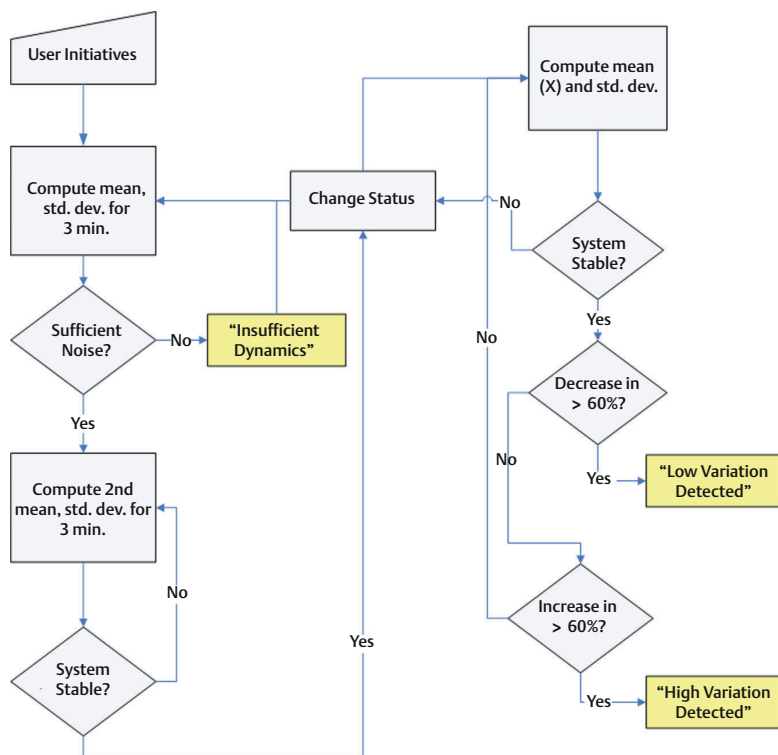 User Initiatives
Compute mean,
std. dev. for
3 min.
Sufficient
Noise?
No
"Insufficient
Dynamics"
Yes
Compute 2nd
mean, std. dev. for
3 min.
No
System
Stable?
Yes
Change Status
Compute mean
(X) and std. dev.
No
System
Stable?
Yes
No
Decrease in
> 60%?
No
Yes
"Low Variation
Detected"
Increase in
> 60%?
Yes
"High Variation
Detected"